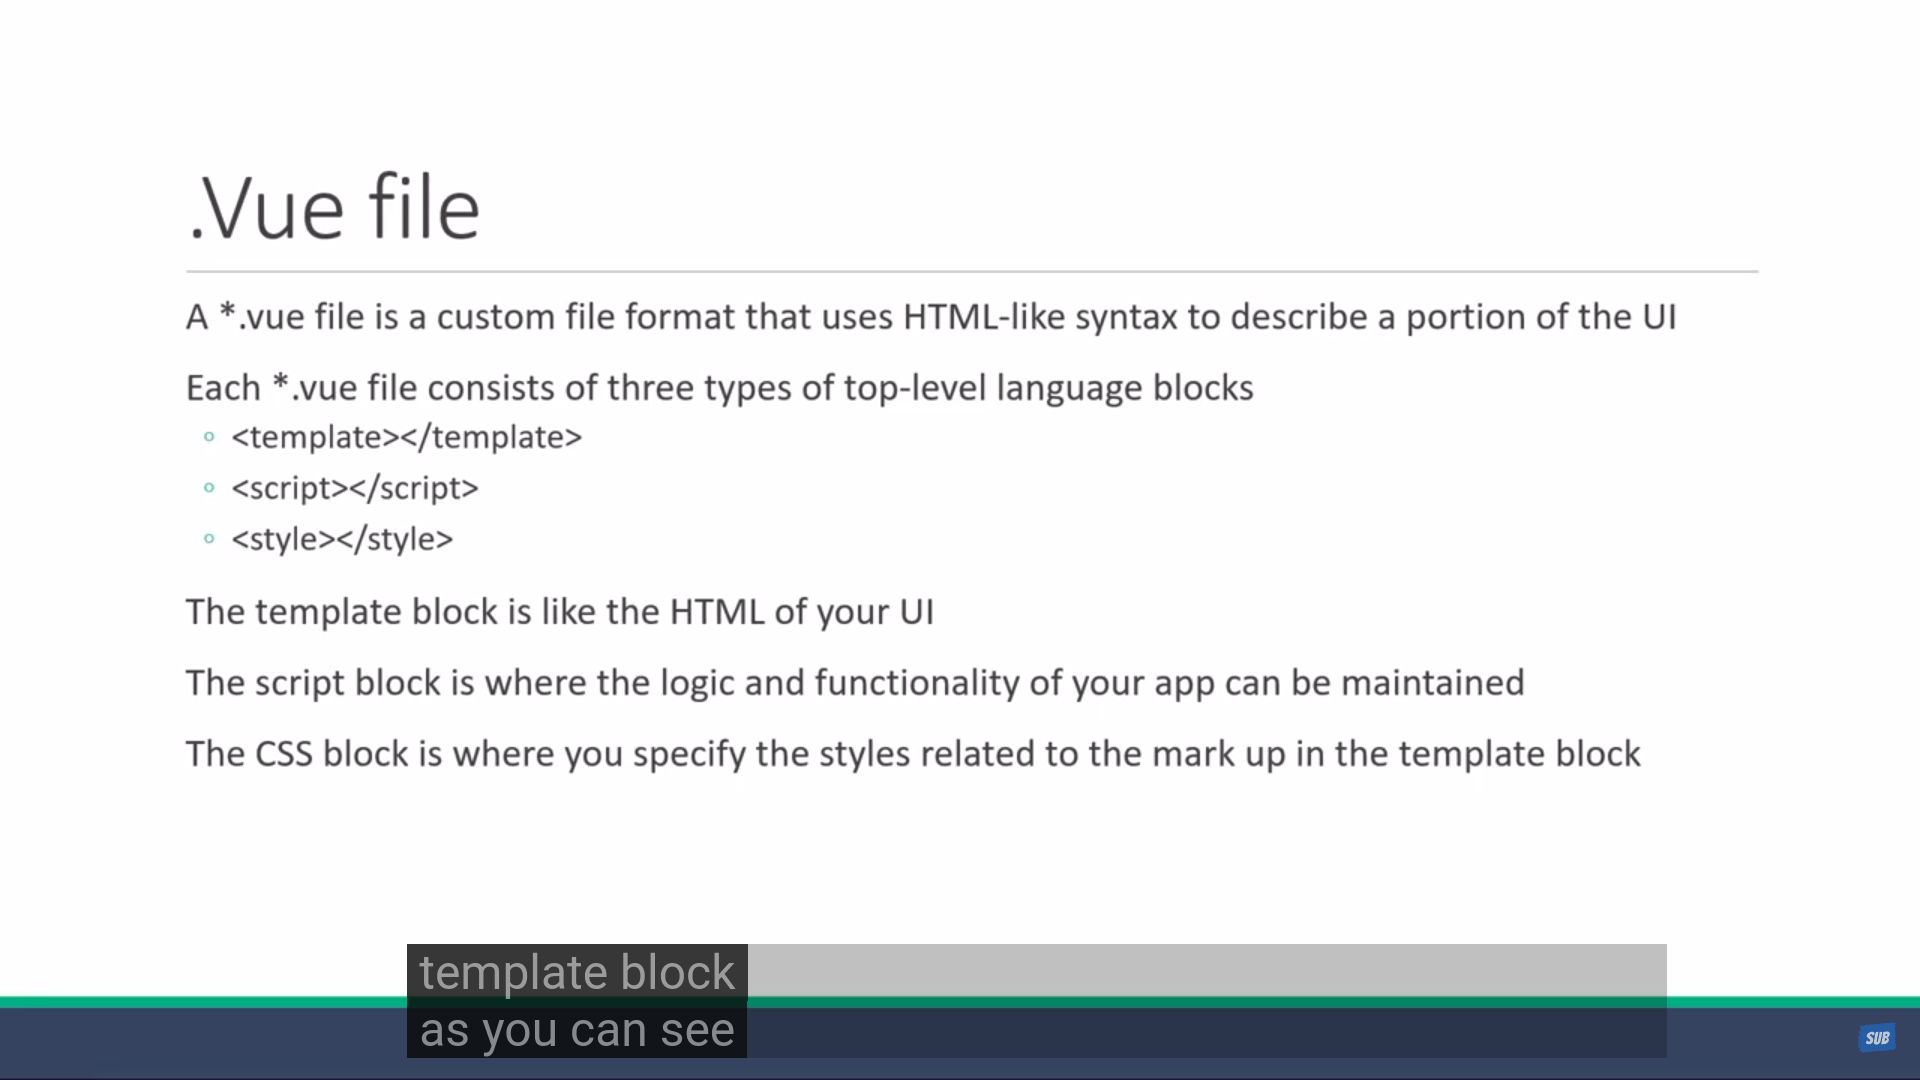 .Vue file
A *.vue file is a custom file format that uses HTML-like syntax to describe a portion of the UI
Each *.vue file consists of three types of top-level language blocks
◦ <template></template>
◦ <script></script>
◦ <style></style>
The template block is like the HTML of your UI
The script block is where the logic and functionality of your app can be maintained
The CSS block is where you specify the styles related to the mark up in the template block
template block
as you can see
SUB